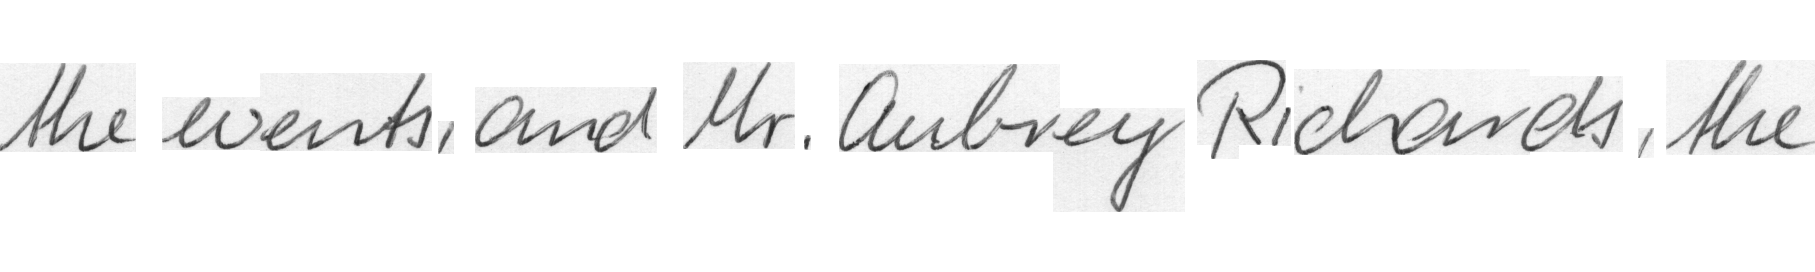 the events, and Mr. Aubrey Richards, the